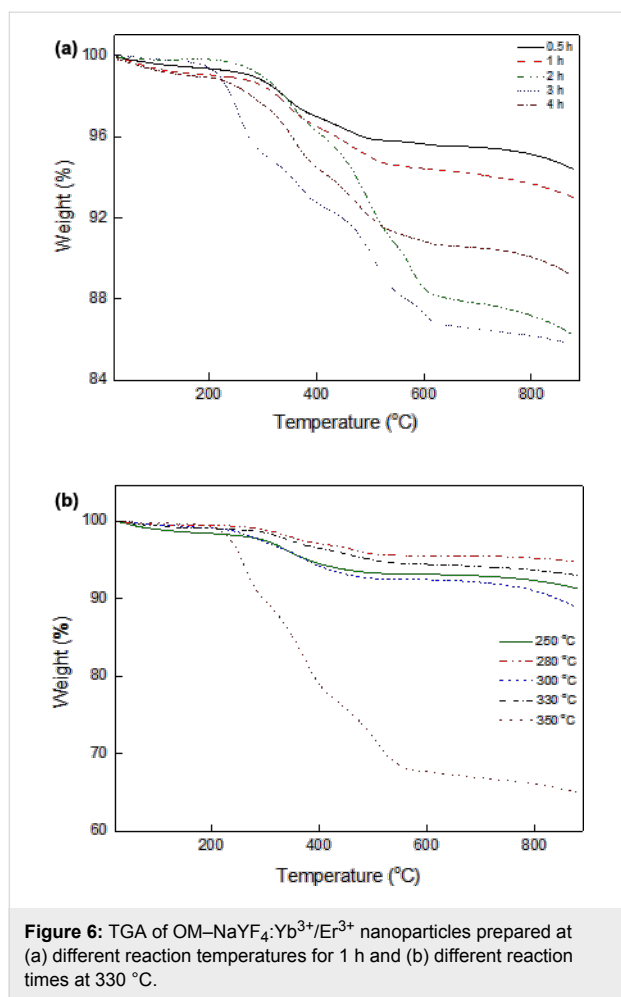 (a)
100
96
92
88
84
Weight (%)
0.5 h
1 h
2 h
3 h
4 h
200 400 600 800
Temperature (°C)
(b)
100
90
80
70
60
Weight (%)
250 °C
280 °C
300 °C
330 °C
350 °C
200 400 600 800
Temperature (°C)
Figure 6: TGA of OM–NaYF4:Yb3+/Er3+ nanoparticles prepared at
(a) different reaction temperatures for 1 h and (b) different reaction
times at 330 °C.